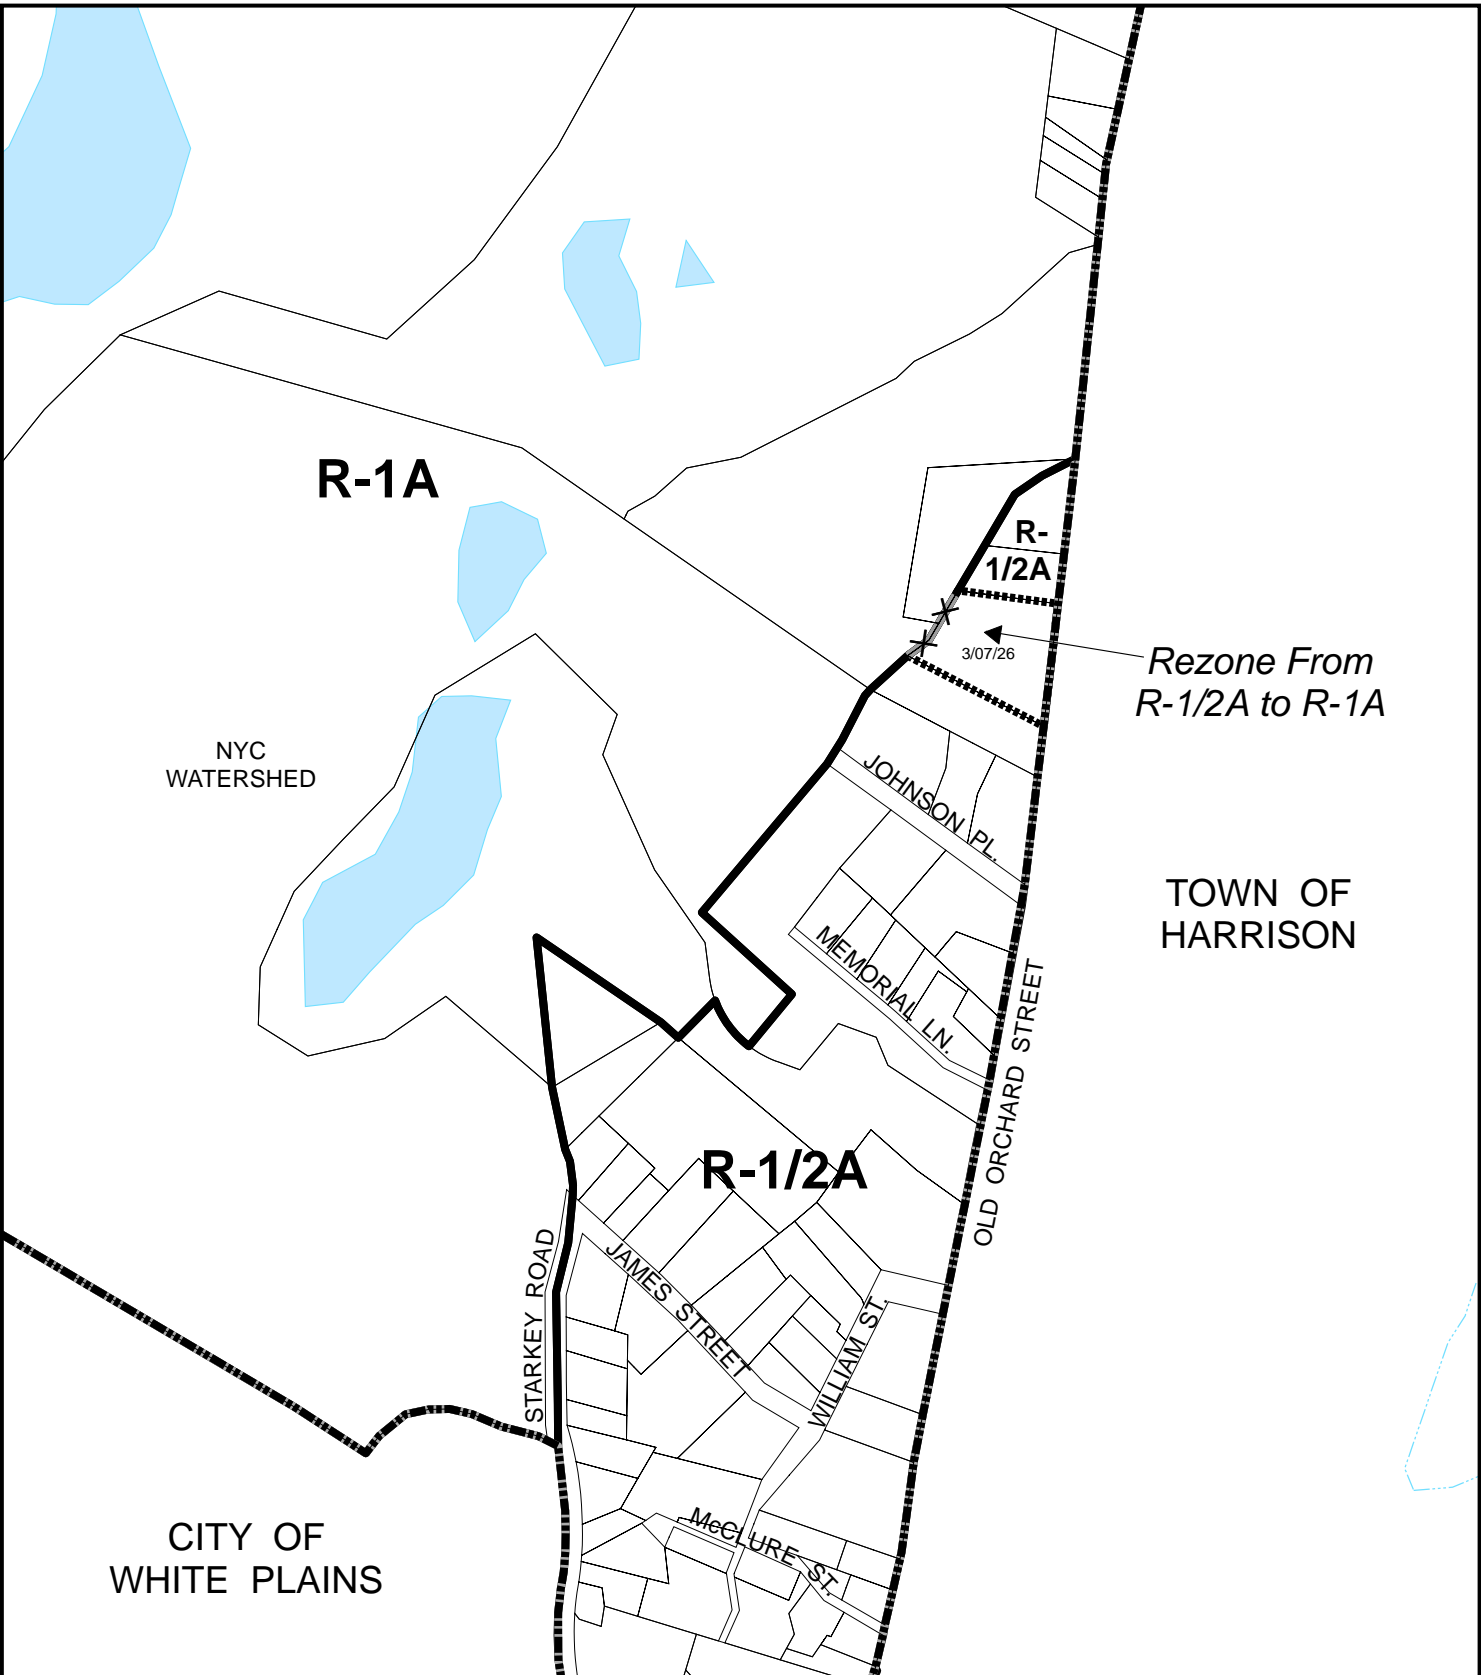 R-1A
R-
1/2A
3/07/26
Rezone From
R-1/2A to R-1A
NYC
WATERSHED
JOHNSON PL.
TOWN OF
HARRISON
MEMORIAL LN.
OLD ORCHARD STREET
R-1/2A
STARKEY ROAD
JAMES STREET
WILLIAM ST.
McCLURE ST.
CITY OF
WHITE PLAINS